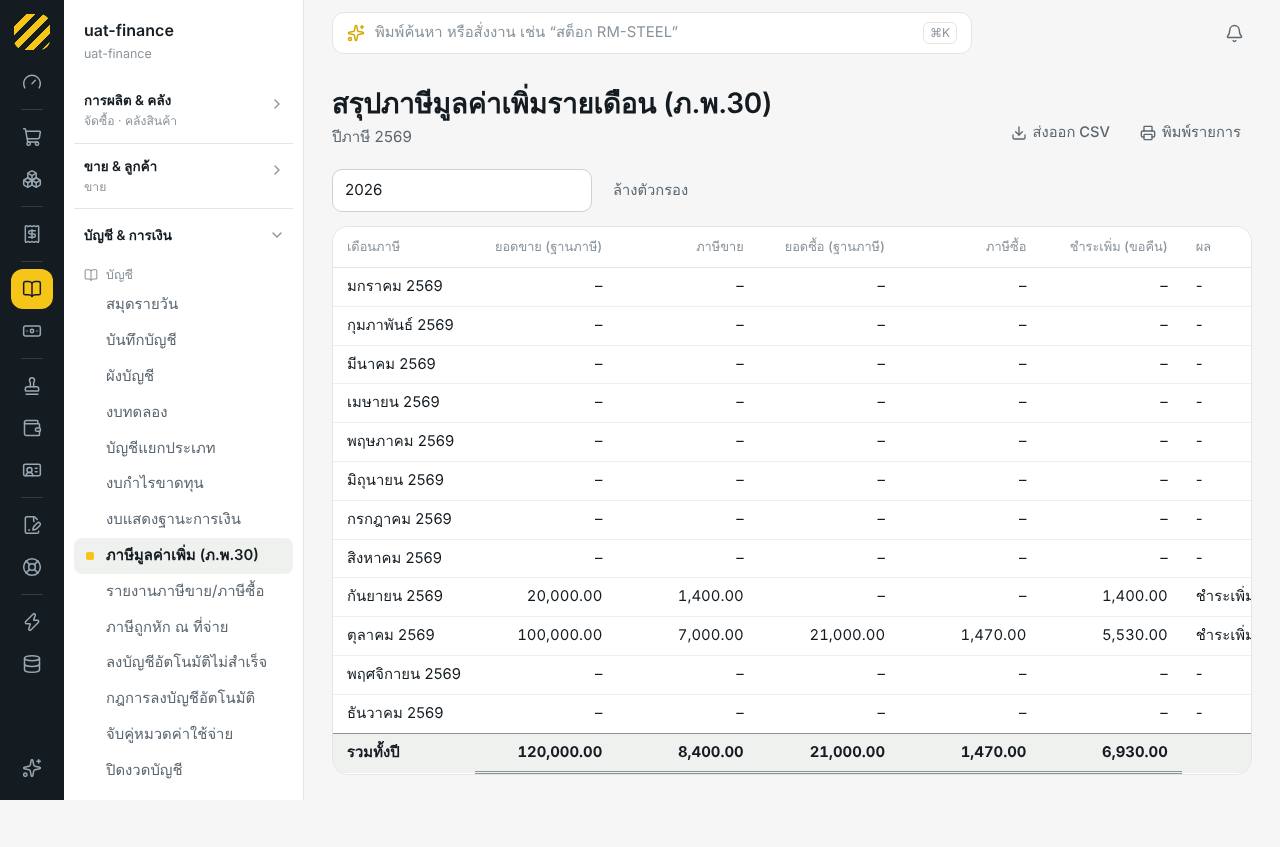 uat-finance
uat-finance
การผลิต & คลัง
จัดซื้อ · คลังสินค้า
ขาย & ลูกค้า
ขาย
บัญชี & การเงิน
บัญชี
สมุดรายวัน
บันทึกบัญชี
ผังบัญชี
งบทดลอง
บัญชีแยกประเภท
งบกำไรขาดทุน
งบแสดงฐานะการเงิน
ภาษีมูลค่าเพิ่ม (ภ.พ.30)
รายงานภาษีขาย/ภาษีซื้อ
ภาษีถูกหัก ณ ที่จ่าย
ลงบัญชีอัตโนมัติไม่สำเร็จ
กฎการลงบัญชีอัตโนมัติ
จับคู่หมวดค่าใช้จ่าย
ปิดงวดบัญชี
พิมพ์ค้นหา หรือสั่งงาน เช่น “สต็อก RM-STEEL” ⌘K
สรุปภาษีมูลค่าเพิ่มรายเดือน (ภ.พ.30)
ปีภาษี 2569
ส่งออก CSV พิมพ์รายการ
2026 ล้างตัวกรอง
เดือนภาษี ยอดขาย (ฐานภาษี) ภาษีขาย ยอดซื้อ (ฐานภาษี) ภาษีซื้อ ชำระเพิ่ม (ขอคืน) ผล
มกราคม 2569 – – – – – -
กุมภาพันธ์ 2569 – – – – – -
มีนาคม 2569 – – – – – -
เมษายน 2569 – – – – – -
พฤษภาคม 2569 – – – – – -
มิถุนายน 2569 – – – – – -
กรกฎาคม 2569 – – – – – -
สิงหาคม 2569 – – – – – -
กันยายน 2569 20,000.00 1,400.00 – – 1,400.00 ชำระเพิ่ม
ตุลาคม 2569 100,000.00 7,000.00 21,000.00 1,470.00 5,530.00 ชำระเพิ่ม
พฤศจิกายน 2569 – – – – – -
ธันวาคม 2569 – – – – – -
รวมทั้งปี 120,000.00 8,400.00 21,000.00 1,470.00 6,930.00